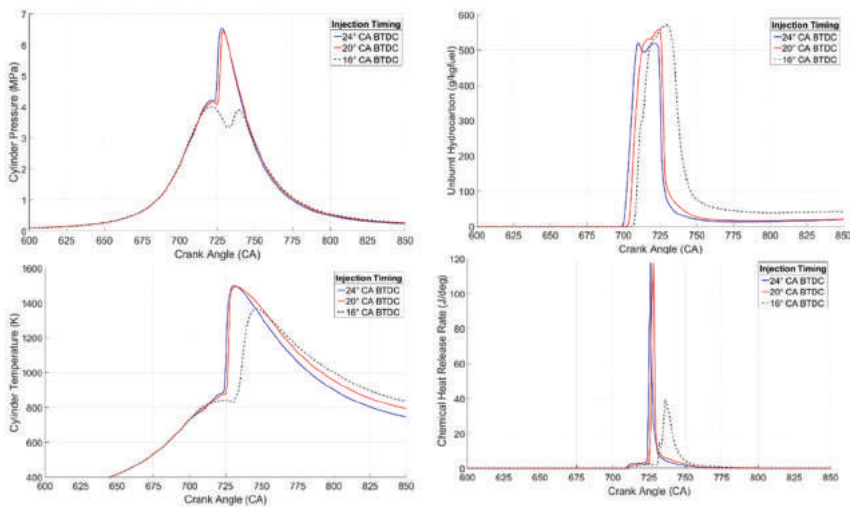 Cylinder Pressure (MPa)
7
6
5
4
3
2
1
0
600 625 650 675 700 725 750 775 800 825 850
Crank Angle (CA)
Injection Timing
24° CA BTDC
20° CA BTDC
16° CA BTDC
Unburnt Hydrocarbon (g/kgfuel)
600
500
400
300
200
100
0
600 625 650 675 700 725 750 775 800 825 850
Crank Angle (CA)
Injection Timing
24° CA BTDC
20° CA BTDC
16° CA BTDC
Cylinder Temperature (K)
1600
1400
1200
1000
800
600
400
600 625 650 675 700 725 750 775 800 825 850
Crank Angle (CA)
Injection Timing
24° CA BTDC
20° CA BTDC
16° CA BTDC
Chemical Heat Release Rate (J/deg)
120
100
80
60
40
20
0
600 625 650 675 700 725 750 775 800 825 850
Crank Angle (CA)
Injection Timing
24° CA BTDC
20° CA BTDC
16° CA BTDC